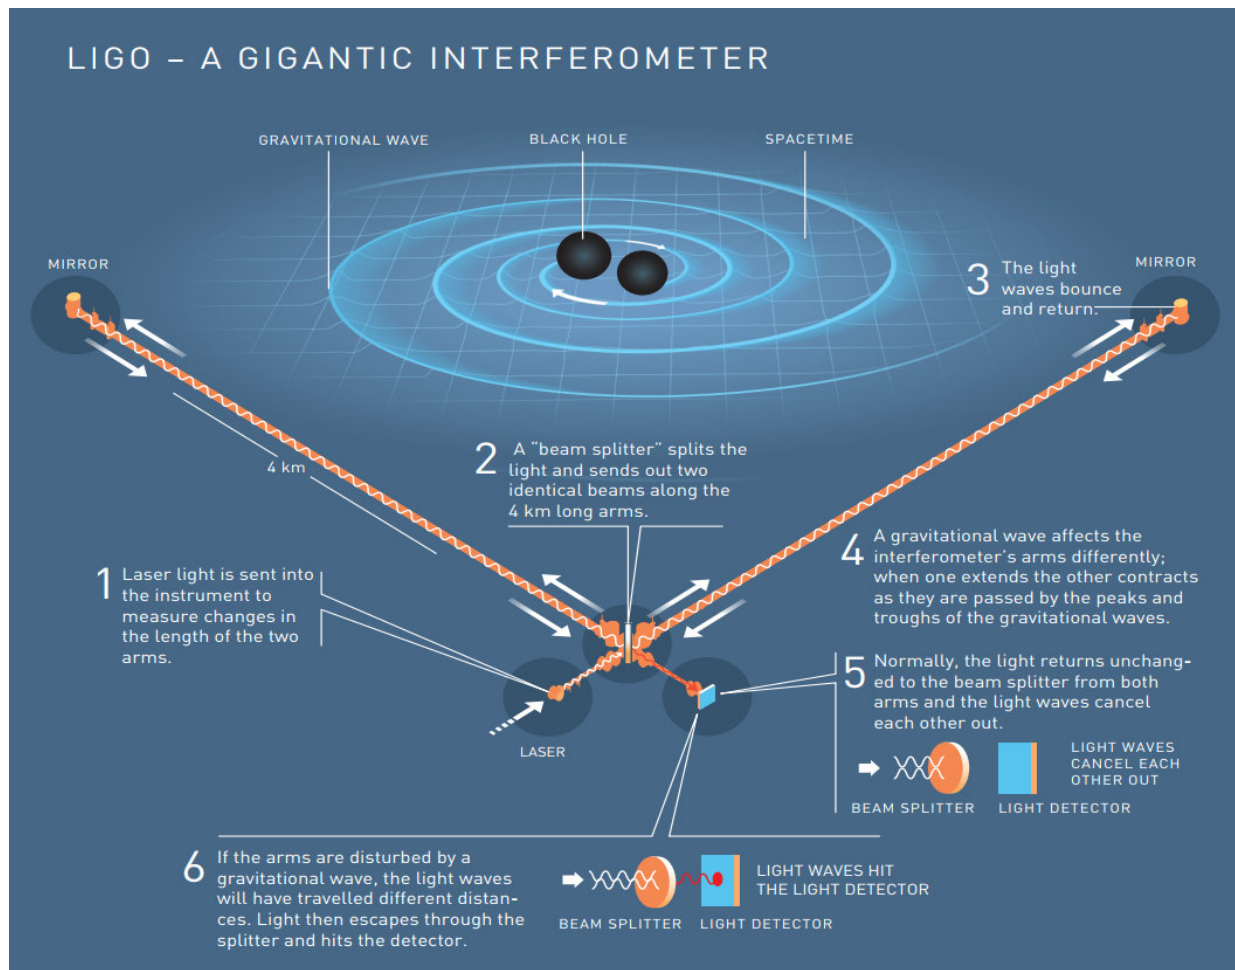 LIGO – A GIGANTIC INTERFEROMETER
GRAVITATIONAL WAVE
BLACK HOLE
SPACETIME
MIRROR
3 The light
waves bounce
and return.
MIRROR
4 km
2 A “beam splitter” splits the
light and sends out two
identical beams along the
4 km long arms.
1 Laser light is sent into
the instrument to
measure changes in
the length of the two
arms.
4 A gravitational wave affects the
interferometer’s arms differently;
when one extends the other contracts
as they are passed by the peaks and
troughs of the gravitational waves.
5 Normally, the light returns unchang-
ed to the beam splitter from both
arms and the light waves cancel
each other out.
LASER
LIGHT WAVES
CANCEL EACH
OTHER OUT
BEAM SPLITTER
LIGHT DETECTOR
6 If the arms are disturbed by a
gravitational wave, the light waves
will have travelled different distan-
ces. Light then escapes through the
splitter and hits the detector.
LIGHT WAVES HIT
THE LIGHT DETECTOR
BEAM SPLITTER
LIGHT DETECTOR